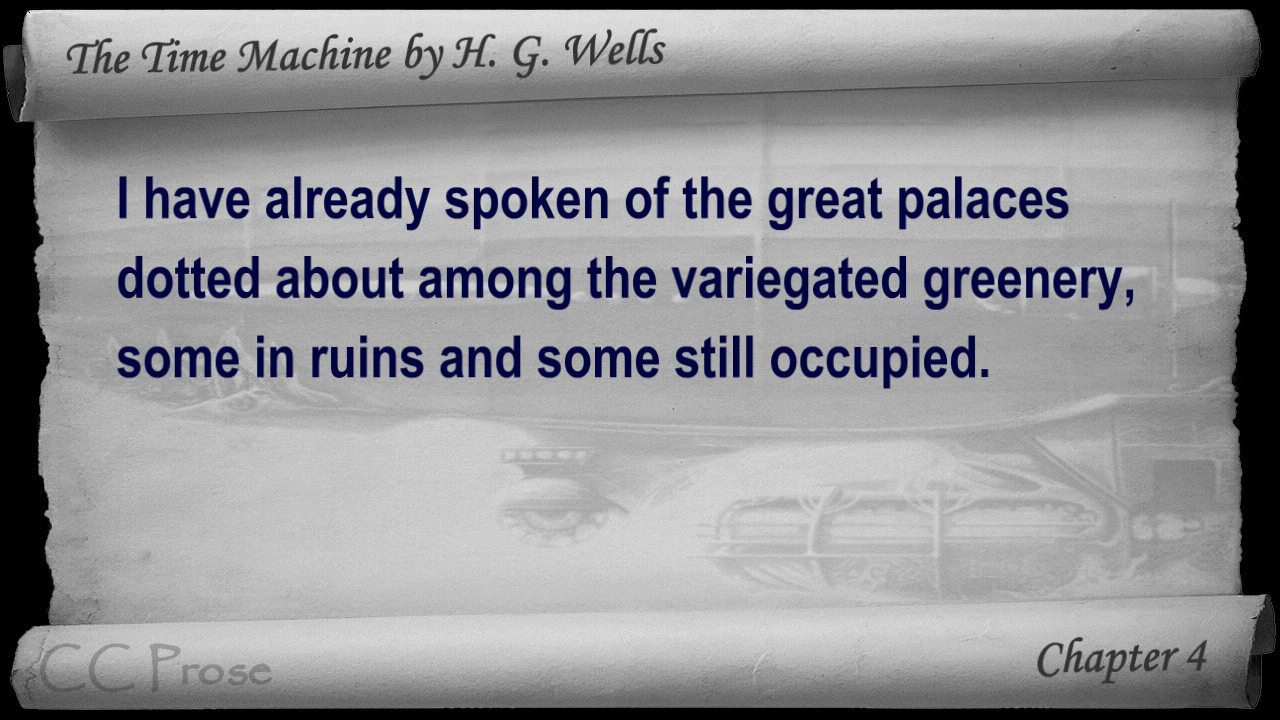 The Time Machine by H. G. Wells
I have already spoken of the great palaces
dotted about among the variegated greenery,
some in ruins and some still occupied.
CC Prose
Chapter 4